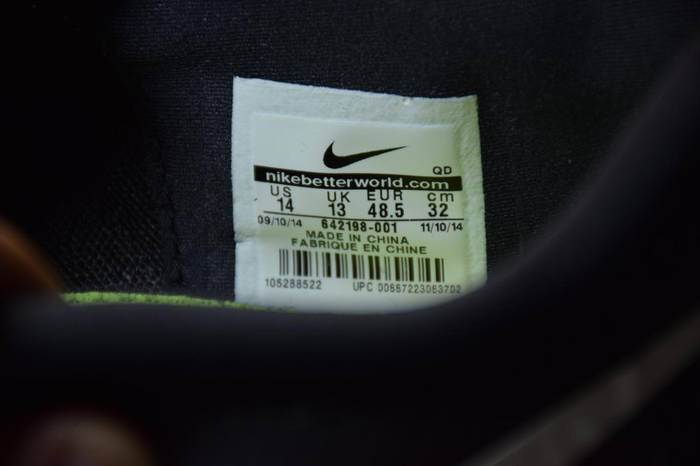 QD
nikebetterworld.com
US UK EUR cm
14 13 48.5 32
09/10/14 642198-001 11/10/14
MADE IN CHINA
FABRIQUE EN CHINE
105288522 UPC 00887223083702